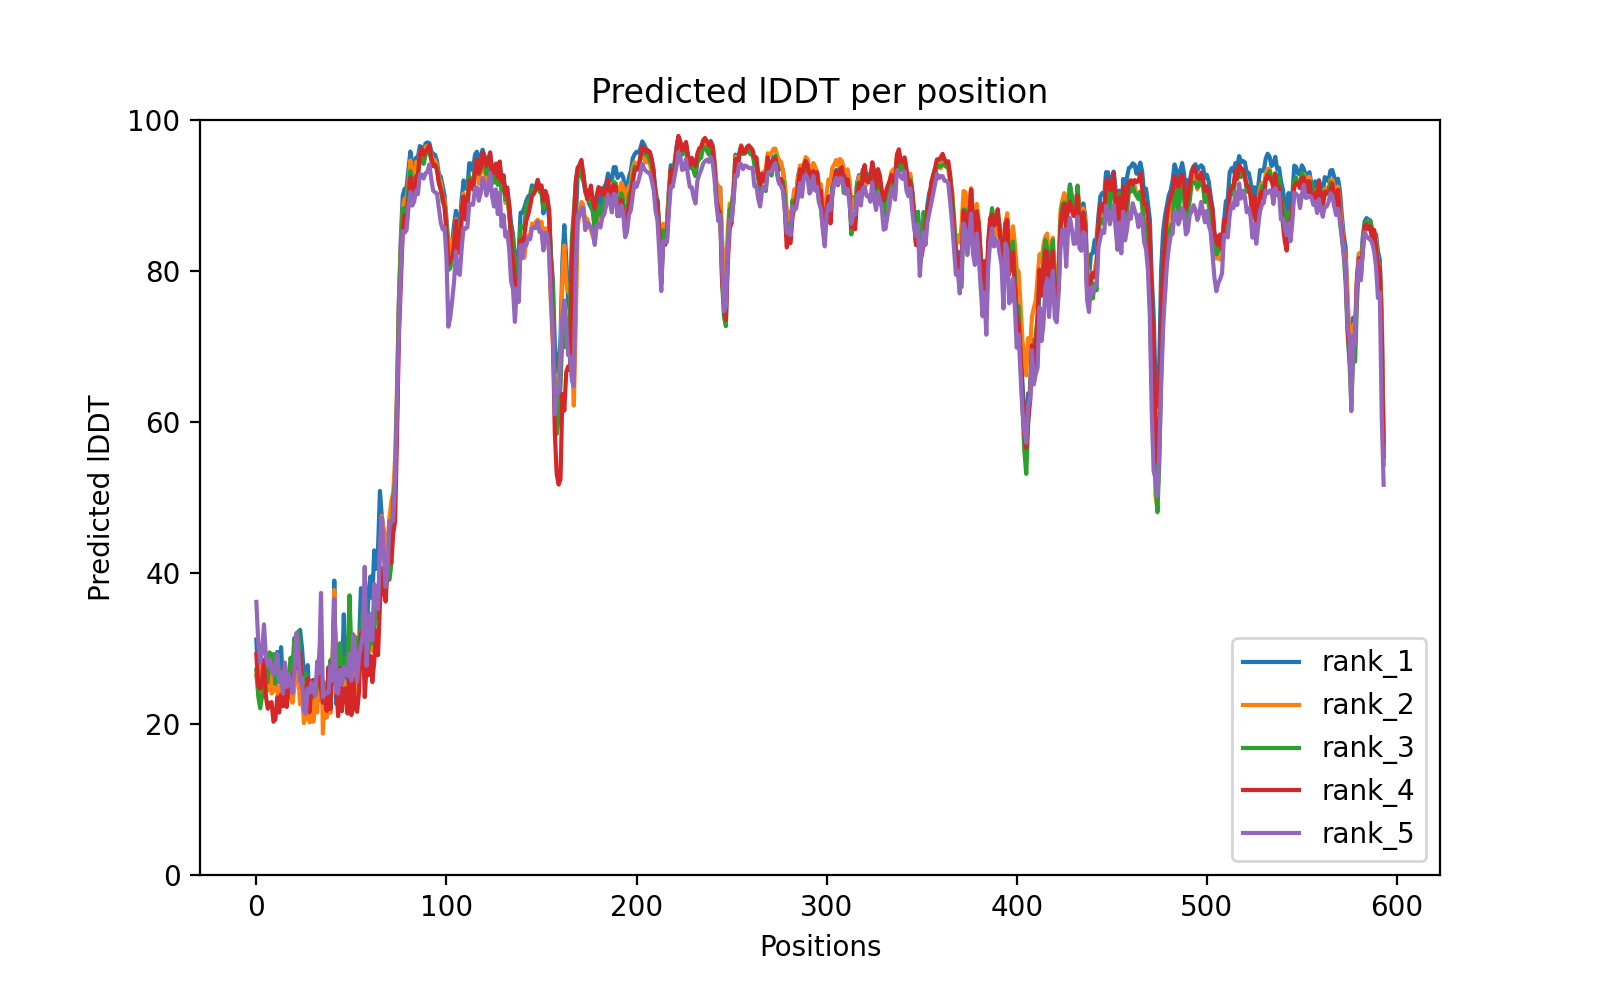 Predicted lDDT per position
100
80
60
40
20
0
Predicted lDDT
0 100 200 300 400 500 600
Positions
rank_1
rank_2
rank_3
rank_4
rank_5